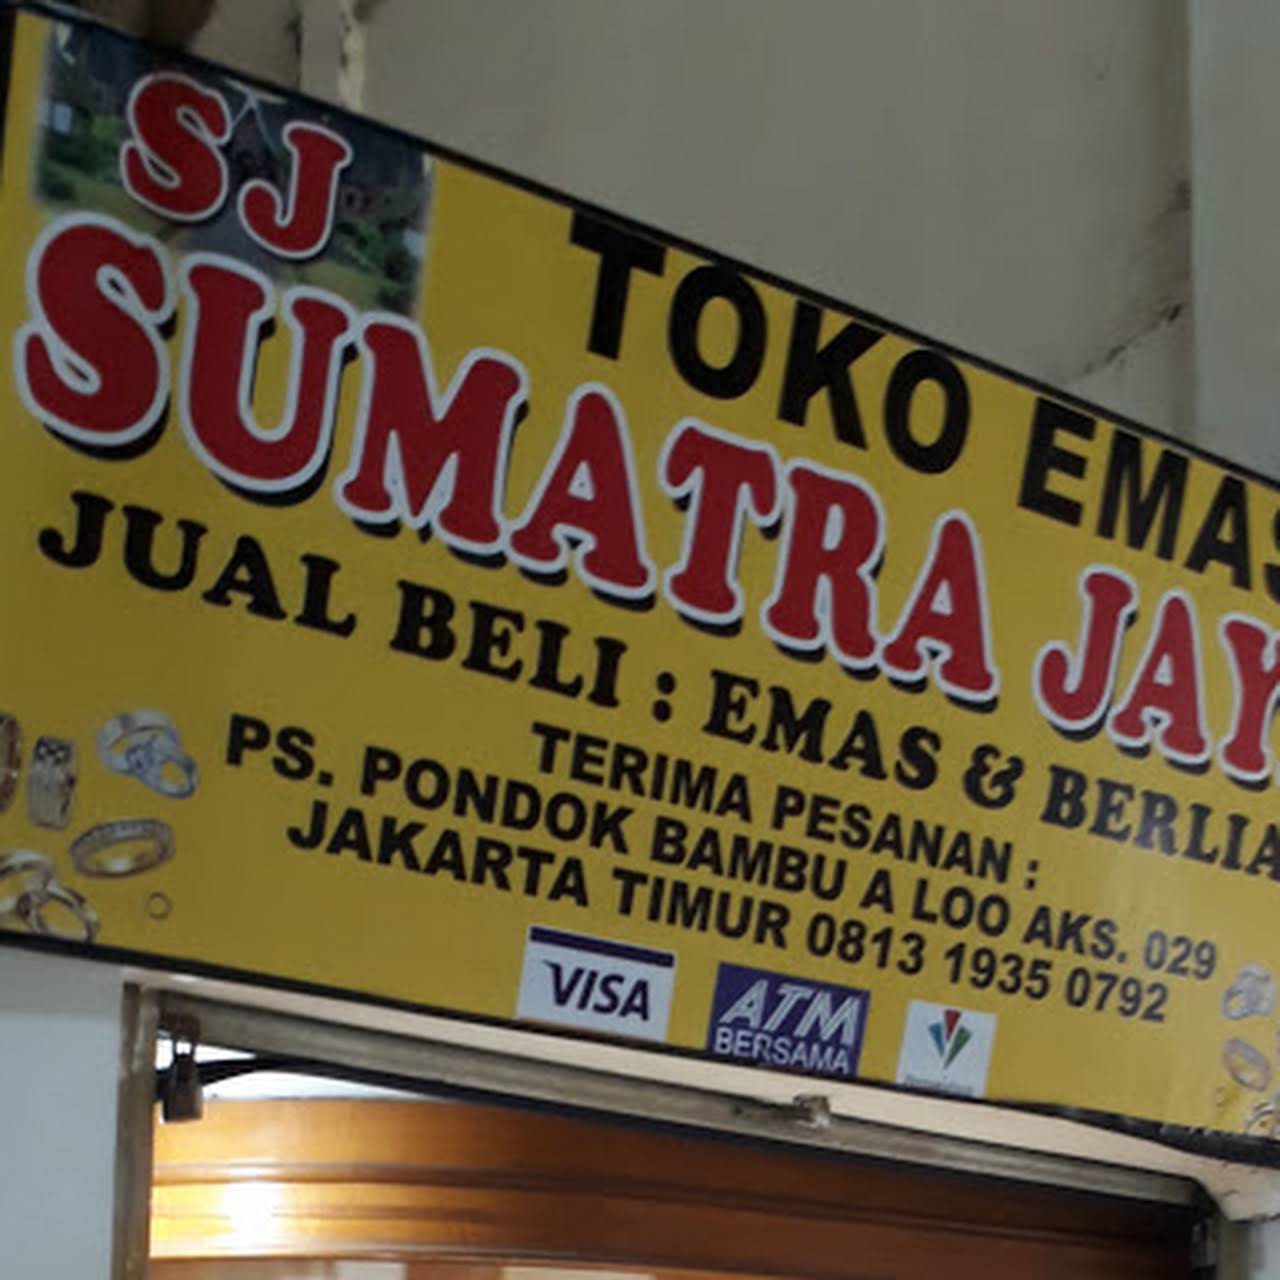 SJ
TOKO EMAS
SUMATRA JAY
JUAL BELI : EMAS & BERLIA
TERIMA PESANAN :
PS. PONDOK BAMBU A LOO AKS. 029
JAKARTA TIMUR 0813 1935 0792
VISA
ATM
BERSAMA